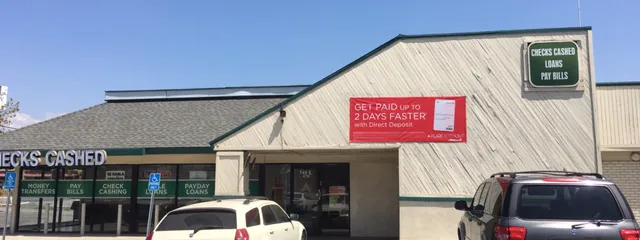 CHECKS CASHED
LOANS
PAY BILLS
GET PAID UP TO
2 DAYS FASTER
with Direct Deposit
HECKS CASHED
MONEY
TRANSFERS
PAY
BILLS
CHECK
CASHING
LOANS
PAYDAY
LOANS